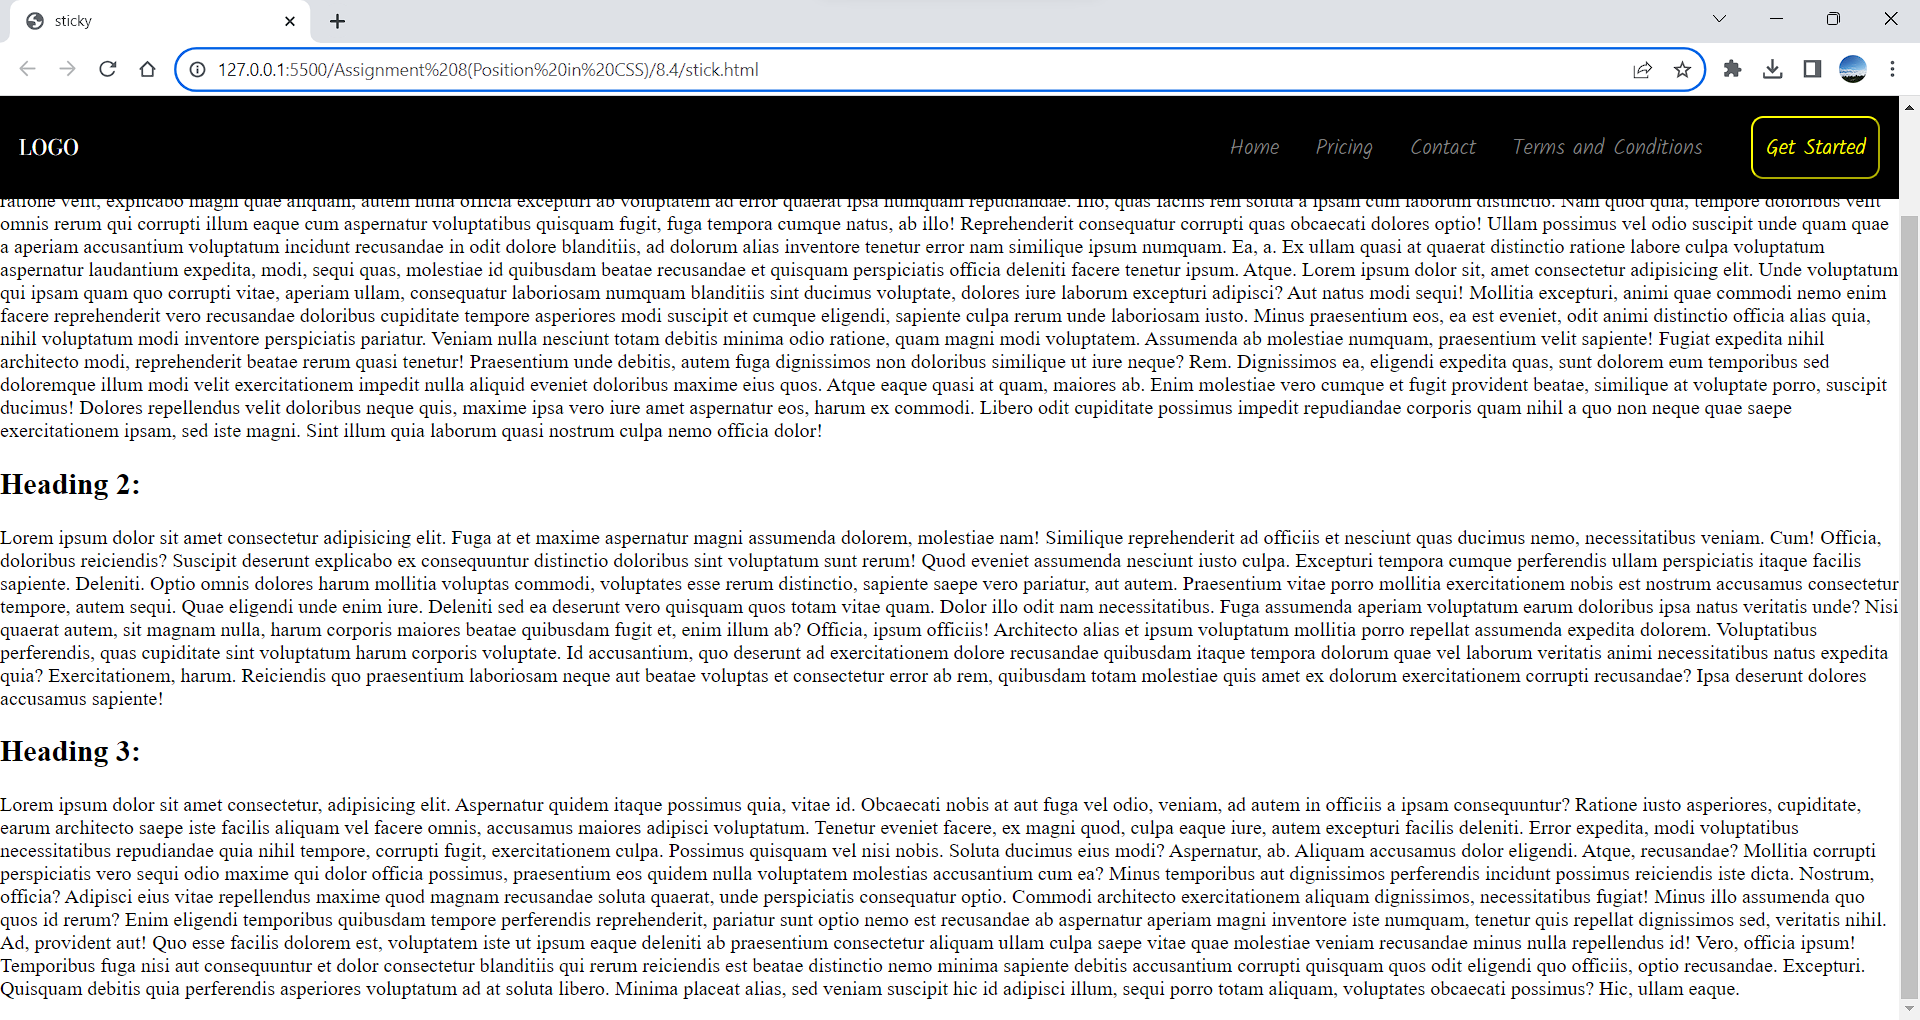 sticky
127.0.0.1:5500/Assignment%208(Position%20in%20CSS)/8.4/stick.html
LOGO
Home Pricing Contact Terms and Conditions Get Started
ratione velit, explicabo magni quae aliquam, autem nulla officia excepturi ab voluptatem ad error quaerat ipsa numquam repudiandae. Illo, quas facilis rem soluta a ipsam cum laborum distinctio. Nam quod quia, tempore doloribus velit
omnis rerum qui corrupti illum eaque cum aspernatur voluptatibus quisquam fugit, fuga tempora cumque natus, ab illo! Reprehenderit consequatur corrupti quas obcaecati dolores optio! Ullam possimus vel odio suscipit unde quam quae
a aperiam accusantium voluptatum incidunt recusandae in odit dolore blanditiis, ad dolorum alias inventore tenetur error nam similique ipsum numquam. Ea, a. Ex ullam quasi at quaerat distinctio ratione labore culpa voluptatum
aspernatur laudantium expedita, modi, sequi quas, molestiae id quibusdam beatae recusandae et quisquam perspiciatis officia deleniti facere tenetur ipsum. Atque. Lorem ipsum dolor sit, amet consectetur adipisicing elit. Unde voluptatum
qui ipsam quam quo corrupti vitae, aperiam ullam, consequatur laboriosam numquam blanditiis sint ducimus voluptate, dolores iure laborum excepturi adipisci? Aut natus modi sequi! Mollitia excepturi, animi quae commodi nemo enim
facere reprehenderit vero recusandae doloribus cupiditate tempore asperiores modi suscipit et cumque eligendi, sapiente culpa rerum unde laboriosam iusto. Minus praesentium eos, ea est eveniet, odit animi distinctio officia alias quia,
nihil voluptatum modi inventore perspiciatis pariatur. Veniam nulla nesciunt totam debitis minima odio ratione, quam magni modi voluptatem. Assumenda ab molestiae numquam, praesentium velit sapiente! Fugiat expedita nihil
architecto modi, reprehenderit beatae rerum quasi tenetur! Praesentium unde debitis, autem fuga dignissimos non doloribus similique ut iure neque? Rem. Dignissimos ea, eligendi expedita quas, sunt dolorem eum temporibus sed
doloremque illum modi velit exercitationem impedit nulla aliquid eveniet doloribus maxime eius quos. Atque eaque quasi at quam, maiores ab. Enim molestiae vero cumque et fugit provident beatae, similique at voluptate porro, suscipit
ducimus! Dolores repellendus velit doloribus neque quis, maxime ipsa vero iure amet aspernatur eos, harum ex commodi. Libero odit cupiditate possimus impedit repudiandae corporis quam nihil a quo non neque quae saepe
exercitationem ipsam, sed iste magni. Sint illum quia laborum quasi nostrum culpa nemo officia dolor!
Heading 2:
Lorem ipsum dolor sit amet consectetur adipisicing elit. Fuga at et maxime aspernatur magni assumenda dolorem, molestiae nam! Similique reprehenderit ad officiis et nesciunt quas ducimus nemo, necessitatibus veniam. Cum! Officia,
doloribus reiciendis? Suscipit deserunt explicabo ex consequuntur distinctio doloribus sint voluptatum sunt rerum! Quod eveniet assumenda nesciunt iusto culpa. Excepturi tempora cumque perferendis ullam perspiciatis itaque facilis
sapiente. Deleniti. Optio omnis dolores harum mollitia voluptas commodi, voluptates esse rerum distinctio, sapiente saepe vero pariatur, aut autem. Praesentium vitae porro mollitia exercitationem nobis est nostrum accusamus consectetur
tempore, autem sequi. Quae eligendi unde enim iure. Deleniti sed ea deserunt vero quisquam quos totam vitae quam. Dolor illo odit nam necessitatibus. Fuga assumenda aperiam voluptatum earum doloribus ipsa natus veritatis unde? Nisi
quaerat autem, sit magnam nulla, harum corporis maiores beatae quibusdam fugit et, enim illum ab? Officia, ipsum officiis! Architecto alias et ipsum voluptatum mollitia porro repellat assumenda expedita dolorem. Voluptatibus
perferendis, quas cupiditate sint voluptatum harum corporis voluptate. Id accusantium, quo deserunt ad exercitationem dolore recusandae quibusdam itaque tempora dolorum quae vel laborum veritatis animi necessitatibus natus expedita
quia? Exercitationem, harum. Reiciendis quo praesentium laboriosam neque aut beatae voluptas et consectetur error ab rem, quibusdam totam molestiae quis amet ex dolorum exercitationem corrupti recusandae? Ipsa deserunt dolores
accusamus sapiente!
Heading 3:
Lorem ipsum dolor sit amet consectetur, adipisicing elit. Aspernatur quidem itaque possimus quia, vitae id. Obcaecati nobis at aut fuga vel odio, veniam, ad autem in officiis a ipsam consequuntur? Ratione iusto asperiores, cupiditate,
earum architecto saepe iste facilis aliquam vel facere omnis, accusamus maiores adipisci voluptatum. Tenetur eveniet facere, ex magni quod, culpa eaque iure, autem excepturi facilis deleniti. Error expedita, modi voluptatibus
necessitatibus repudiandae quia nihil tempore, corrupti fugit, exercitationem culpa. Possimus quisquam vel nisi nobis. Soluta ducimus eius modi? Aspernatur, ab. Aliquam accusamus dolor eligendi. Atque, recusandae? Mollitia corrupti
perspiciatis vero sequi odio maxime qui dolor officia possimus, praesentium eos quidem nulla voluptatem molestias accusantium cum ea? Minus temporibus aut dignissimos perferendis incidunt possimus reiciendis iste dicta. Nostrum,
officia? Adipisci eius vitae repellendus maxime quod magnam recusandae soluta quaerat, unde perspiciatis consequatur optio. Commodi architecto exercitationem aliquam dignissimos, necessitatibus fugiat! Minus illo assumenda quo
quos id rerum? Enim eligendi temporibus quibusdam tempore perferendis reprehenderit, pariatur sunt optio nemo est recusandae ab aspernatur aperiam magni inventore iste numquam, tenetur quis repellat dignissimos sed, veritatis nihil.
Ad, provident aut! Quo esse facilis dolorem est, voluptatem iste ut ipsum eaque deleniti ab praesentium consectetur aliquam ullam culpa saepe vitae quae molestiae veniam recusandae minus nulla repellendus id! Vero, officia ipsum!
Temporibus fuga nisi aut consequuntur et dolor consectetur blanditiis qui rerum reiciendis est beatae distinctio nemo minima sapiente debitis accusantium corrupti quisquam quos odit eligendi quo officiis, optio recusandae. Excepturi.
Quisquam debitis quia perferendis asperiores voluptatum ad at soluta libero. Minima placeat alias, sed veniam suscipit hic id adipisci illum, sequi porro totam aliquam, voluptates obcaecati possimus? Hic, ullam eaque.